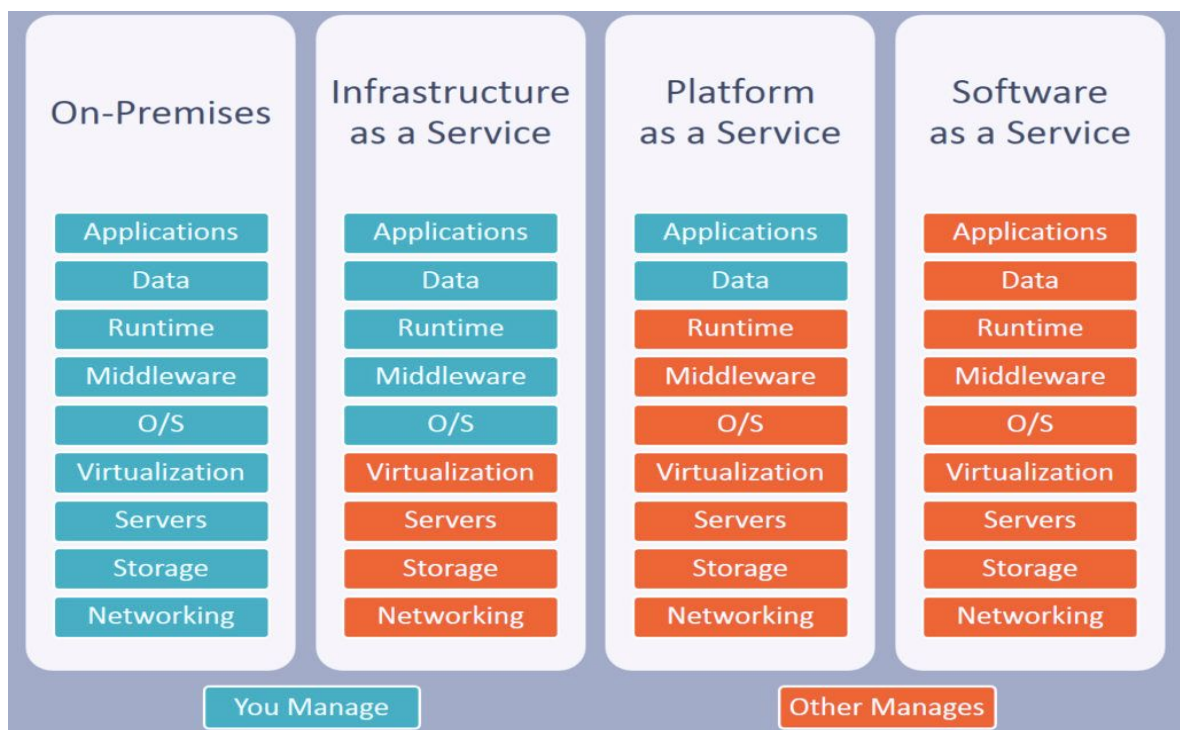 On-Premises
Applications
Data
Runtime
Middleware
O/S
Virtualization
Servers
Storage
Networking
Infrastructure
as a Service
Applications
Data
Runtime
Middleware
O/S
Virtualization
Servers
Storage
Networking
Platform
as a Service
Applications
Data
Runtime
Middleware
O/S
Virtualization
Servers
Storage
Networking
Software
as a Service
Applications
Data
Runtime
Middleware
O/S
Virtualization
Servers
Storage
Networking
You Manage
Other Manages